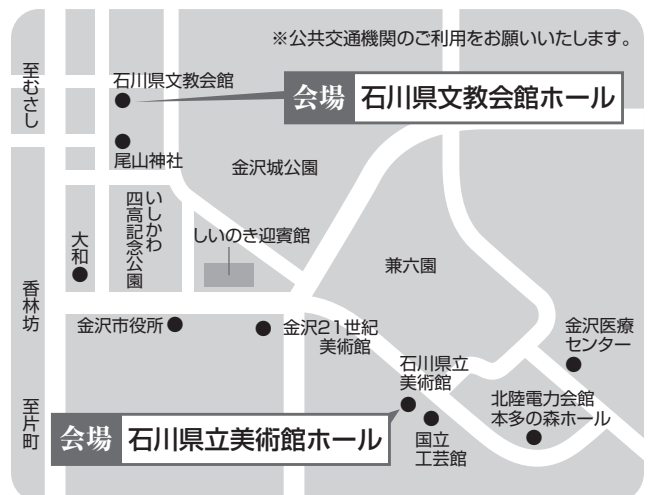 ※公共交通機関のご利用をお願いいたします。
至むさし
石川県文教会館
会場 石川県文教会館ホール
尾山神社
金沢城公園
いしかわ
四高記念公園
しいのき迎賓館
大和
兼六園
香林坊
金沢市役所
金沢21世紀
美術館
金沢医療
センター
石川県立
美術館
北陸電力会館
本多の森ホール
至片町
会場 石川県立美術館ホール
国立
工芸館